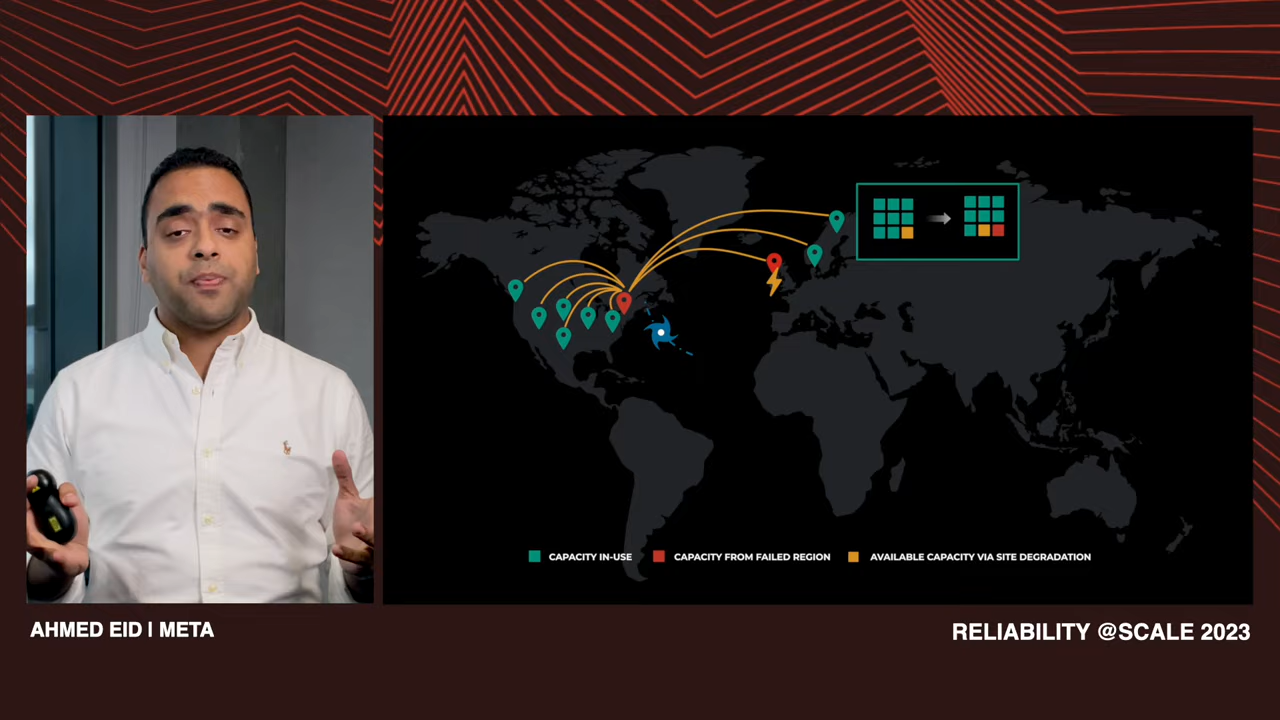 CAPACITY IN-USE
CAPACITY FROM FAILED REGION
AVAILABLE CAPACITY VIA SITE DEGRADATION
AHMED EID | META
RELIABILITY @SCALE 2023